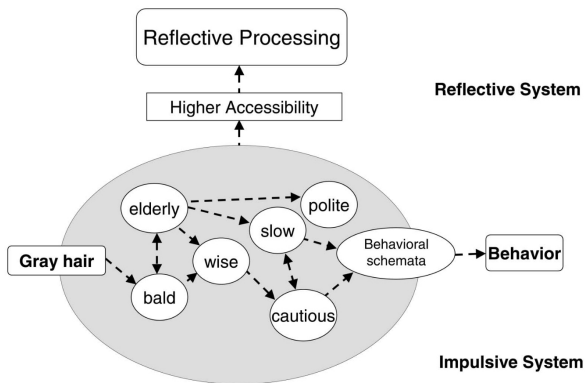 Reflective Processing
Reflective System
Higher Accessibility
elderly
polite
slow
Gray hair
wise
Behavioral
schemata
Behavior
bald
cautious
Impulsive System